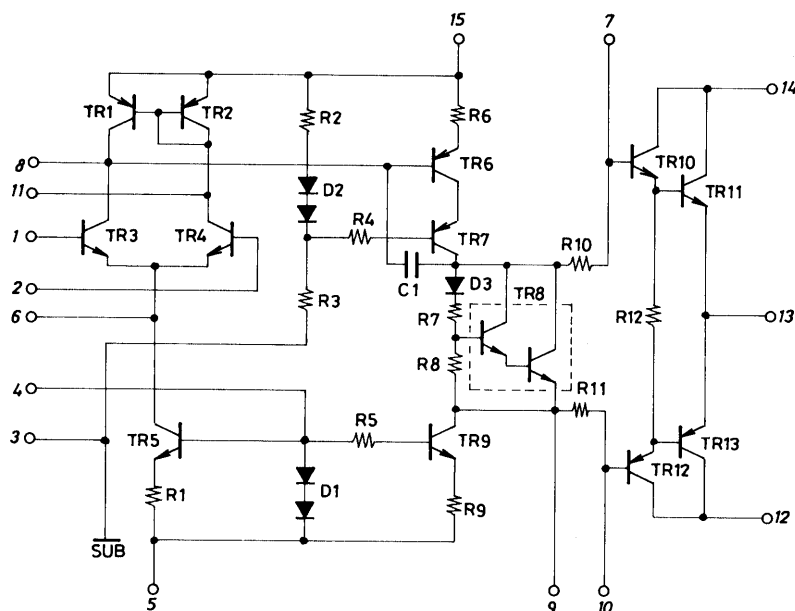 15
7
14
TR1
TR2
R2
R6
8
TR6
TR10
TR11
11
D2
1
TR3
TR4
R4
TR7
R10
2
C1
D3
TR8
6
R3
R7
R12
13
R8
4
R11
R5
3
TR5
TR9
TR13
TR12
R1
D1
R9
12
SUB
5
9
10